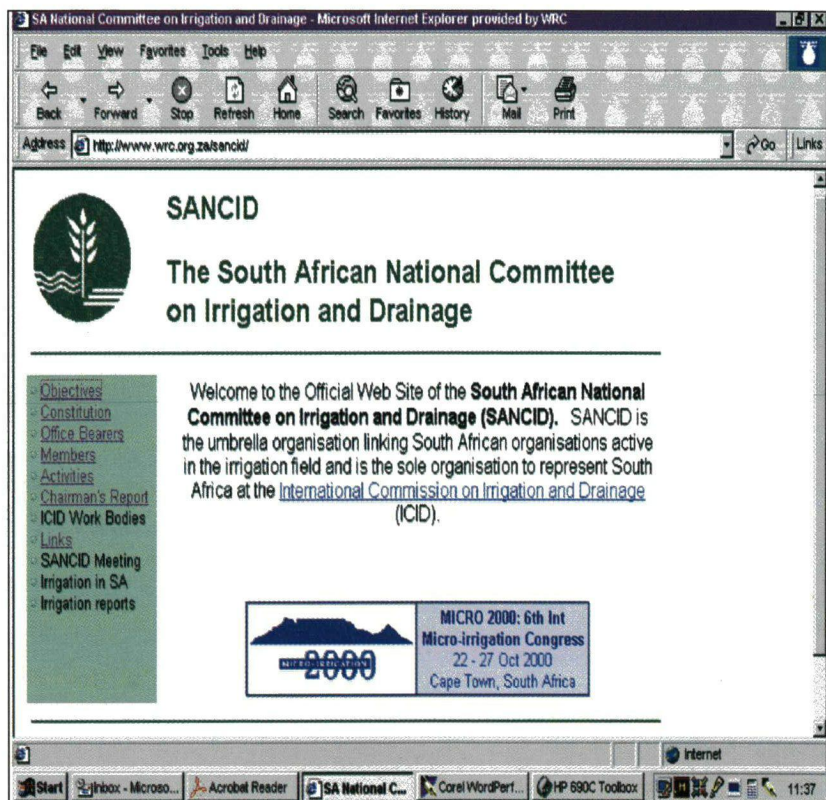 SA National Committee on Irrigation and Drainage - Microsoft Internet Explorer provided by WRC
File Edit View Favorites Tools Help
Back Forward Stop Refresh Home Search Favorites History Mail Print
Address http://www.wrc.org.za/sancid/ Go Links
SANCID
The South African National Committee
on Irrigation and Drainage
Objectives
Constitution
Office Bearers
Members
Activities
Chairman's Report
ICID Work Bodies
Links
SANCID Meeting
Irrigation in SA
Irrigation reports
Welcome to the Official Web Site of the South African National
Committee on Irrigation and Drainage (SANCID). SANCID is
the umbrella organisation linking South African organisations active
in the irrigation field and is the sole organisation to represent South
Africa at the International Commission on Irrigation and Drainage
(ICID).
MICRO-IRRIGATION
2000
MICRO 2000: 6th Int
Micro-irrigation Congress
22 - 27 Oct 2000
Cape Town, South Africa
Internet
Start Inbox - Microso... Acrobat Reader SA National C... Corel WordPerf... HP 690C Toolbox 11:37